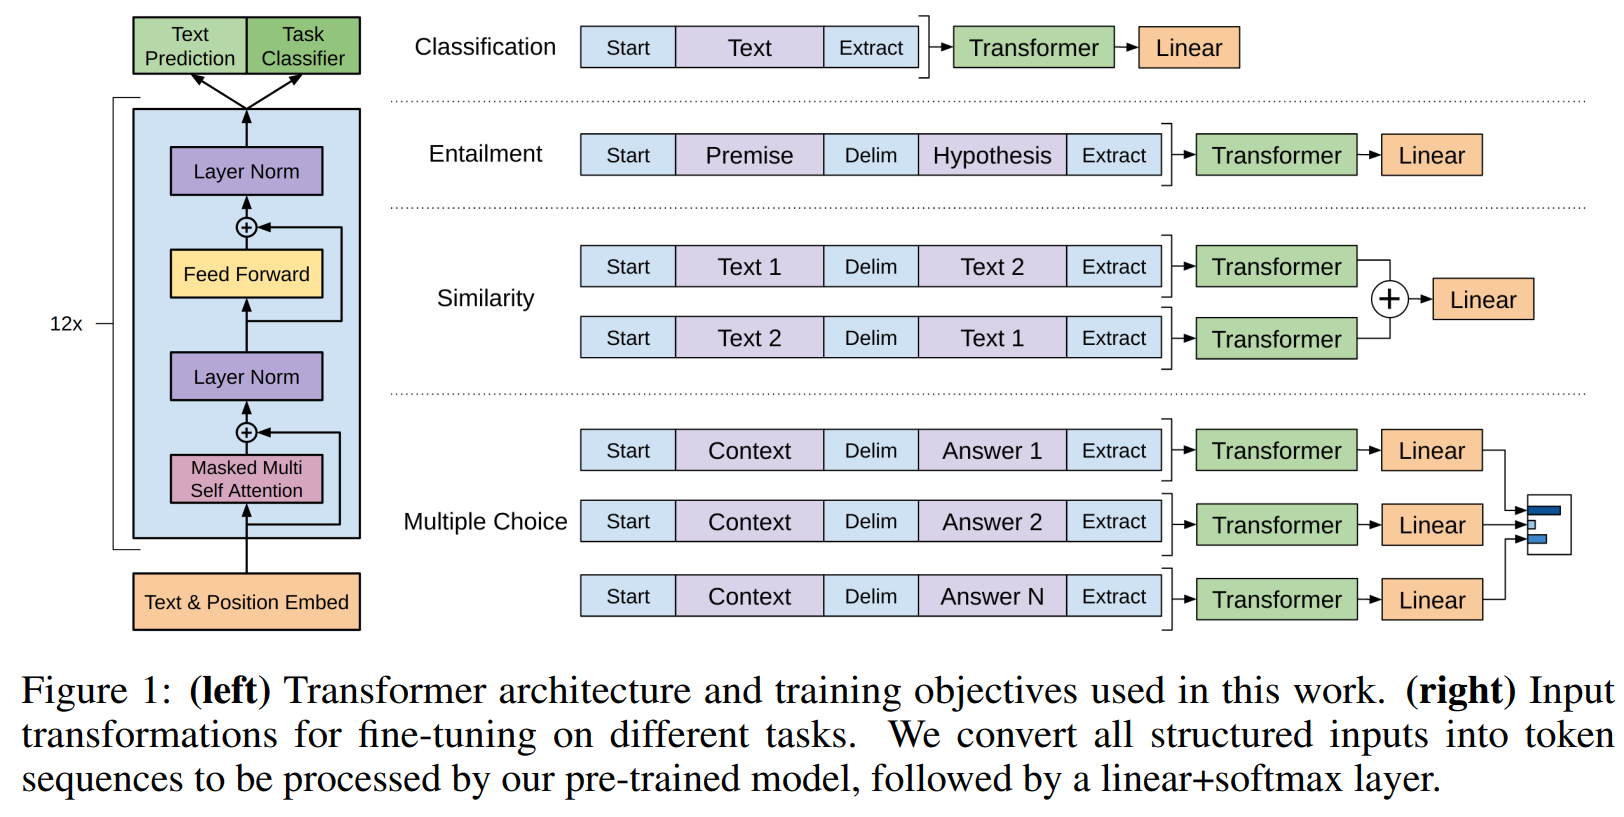 Text
Prediction
Task
Classifier
Layer Norm
Feed Forward
12x
Layer Norm
Masked Multi
Self Attention
Text & Position Embed
Classification
Start
Text
Extract
Transformer
Linear
Entailment
Start
Premise
Delim
Hypothesis
Extract
Transformer
Linear
Similarity
Start
Text 1
Delim
Text 2
Extract
Transformer
Start
Text 2
Delim
Text 1
Extract
Transformer
Linear
Multiple Choice
Start
Context
Delim
Answer 1
Extract
Transformer
Linear
Start
Context
Delim
Answer 2
Extract
Transformer
Linear
Start
Context
Delim
Answer N
Extract
Transformer
Linear
Figure 1: (left) Transformer architecture and training objectives used in this work. (right) Input
transformations for fine-tuning on different tasks. We convert all structured inputs into token
sequences to be processed by our pre-trained model, followed by a linear+softmax layer.